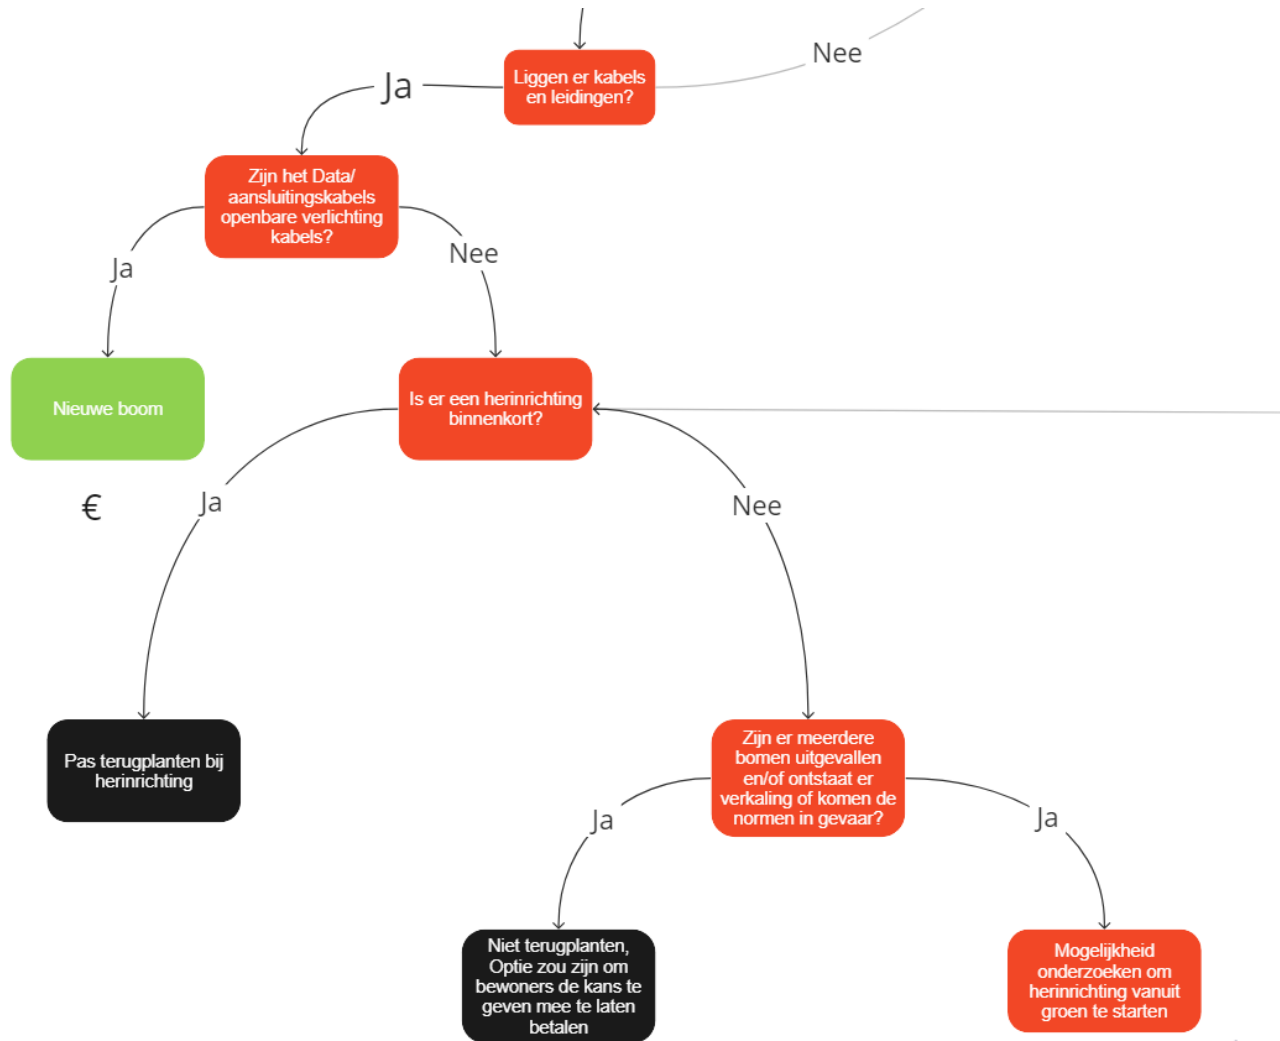 Nee
Liggen er kabels
en leidingen?
Ja
Zijn het Data/
aansluitingskabels
openbare verlichting
kabels?
Ja
Nee
Nieuwe boom
Is er een herinrichting
binnenkort?
€
Ja
Nee
Pas terugplanten bij
herinrichting
Zijn er meerdere
bomen uitgevallen
en/of ontstaat er
verkaling of komen de
normen in gevaar?
Ja
Ja
Niet terugplanten,
Optie zou zijn om
bewoners de kans te
geven mee te laten
betalen
Mogelijkheid
onderzoeken om
herinrichting vanuit
groen te starten